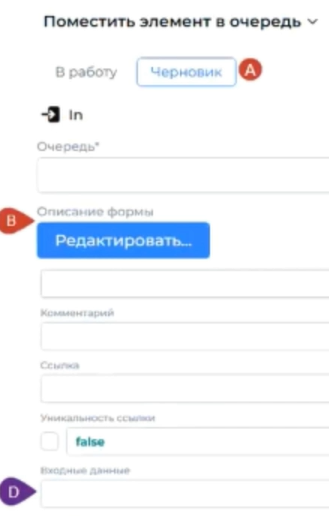 Поместить элемент в очередь
В работу Черновик A
In
Очередь*
Описание формы
B
Редактировать...
Комментарий
Ссылка
Уникальность ссылки
false
Входные данные
D